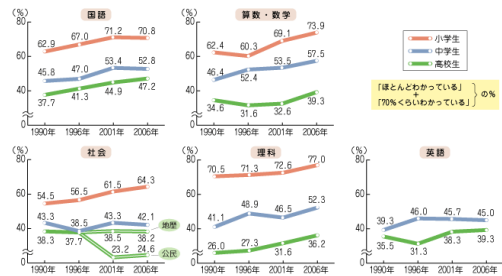 国語
(%)
80
40
0
62.9 67.0 71.2 70.8
45.8 47.0 53.4 52.8
37.7 41.3 44.9 47.2
1990年 1996年 2001年 2006年
算数・数学
(%)
80
40
0
62.4 60.3 69.1 73.9
46.4 52.4 53.5 57.5
34.6 31.6 32.6 39.3
1990年 1996年 2001年 2006年
小学生
中学生
高校生
「ほとんどわかっている」
+
「70%くらいわかっている」
の%
社会
(%)
80
40
0
54.5 56.5 61.5 64.3
43.3 38.5 43.3 42.1
38.3 37.7 38.5 38.2
23.2 24.6
地歴
公民
1990年 1996年 2001年 2006年
理科
(%)
80
40
0
70.5 71.3 72.6 77.0
41.1 48.9 46.5 52.3
26.0 27.3 31.6 36.2
1990年 1996年 2001年 2006年
英語
(%)
80
40
0
39.3 46.0 45.7 45.0
35.5 31.3 38.3 39.3
1990年 1996年 2001年 2006年